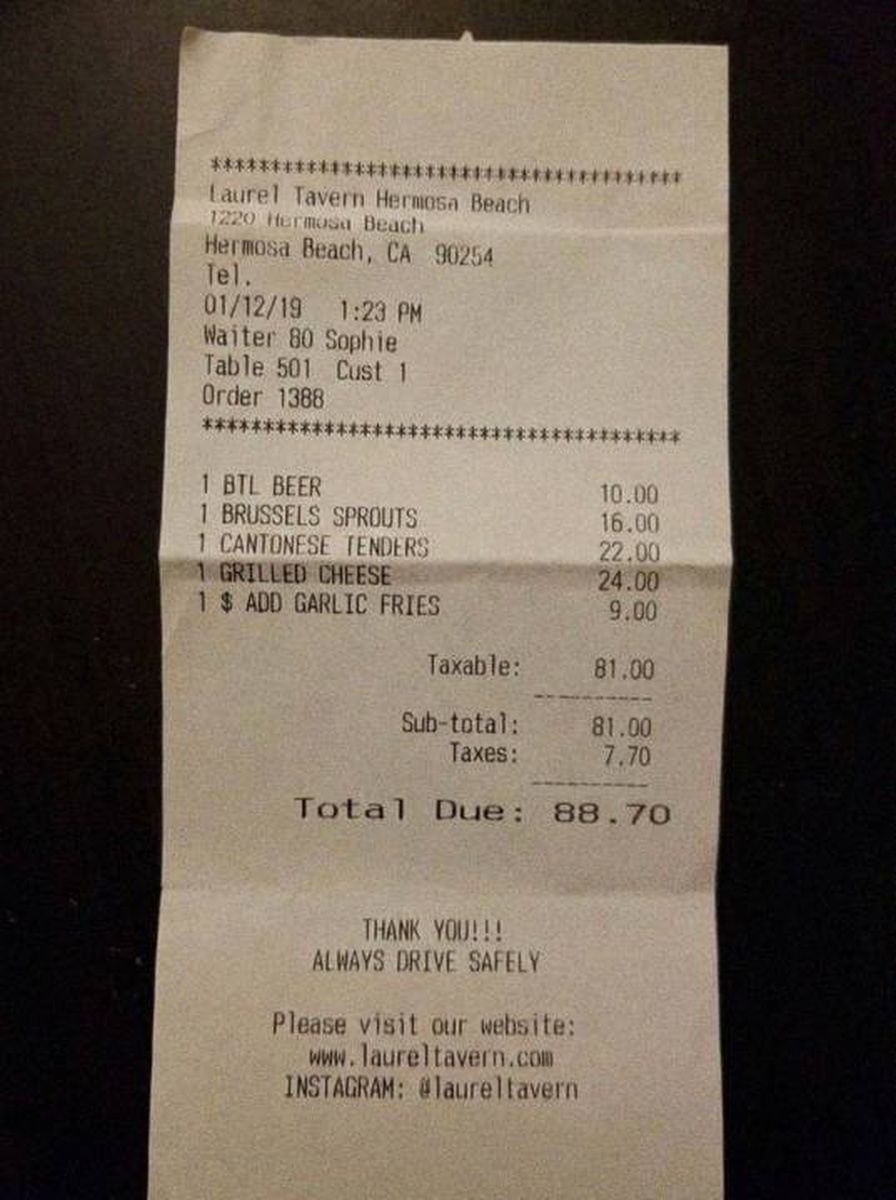 ****************************************
Laurel Tavern Hermosa Beach
1220 Hermosa Beach
Hermosa Beach, CA 90254
Tel.
01/12/19 1:23 PM
Waiter 80 Sophie
Table 501 Cust 1
Order 1388
****************************************
1 BTL BEER 10.00
1 BRUSSELS SPROUTS 16.00
1 CANTONESE TENDERS 22.00
1 GRILLED CHEESE 24.00
1 $ ADD GARLIC FRIES 9.00
Taxable: 81.00
----------
Sub-total: 81.00
Taxes: 7.70
----------
Total Due: 88.70
THANK YOU!!!
ALWAYS DRIVE SAFELY
Please visit our website:
www.laureltavern.com
INSTAGRAM: @laureltavern